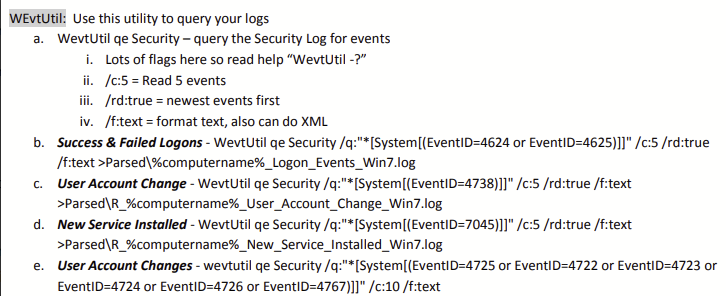 WEvtUtil: Use this utility to query your logs
a. WevtUtil qe Security – query the Security Log for events
i. Lots of flags here so read help “WevtUtil -?”
ii. /c:5 = Read 5 events
iii. /rd:true = newest events first
iv. /f:text = format text, also can do XML
b. Success & Failed Logons - WevtUtil qe Security /q:"*[System[(EventID=4624 or EventID=4625)]]" /c:5 /rd:true
/f:text >Parsed\%computername%_Logon_Events_Win7.log
c. User Account Change - WevtUtil qe Security /q:"*[System[(EventID=4738)]]" /c:5 /rd:true /f:text
>Parsed\R_%computername%_User_Account_Change_Win7.log
d. New Service Installed - WevtUtil qe Security /q:"*[System[(EventID=7045)]]" /c:5 /rd:true /f:text
>Parsed\R_%computername%_New_Service_Installed_Win7.log
e. User Account Changes - wevtutil qe Security /q:"*[System[(EventID=4725 or EventID=4722 or EventID=4723 or
EventID=4724 or EventID=4726 or EventID=4767)]]" /c:10 /f:text